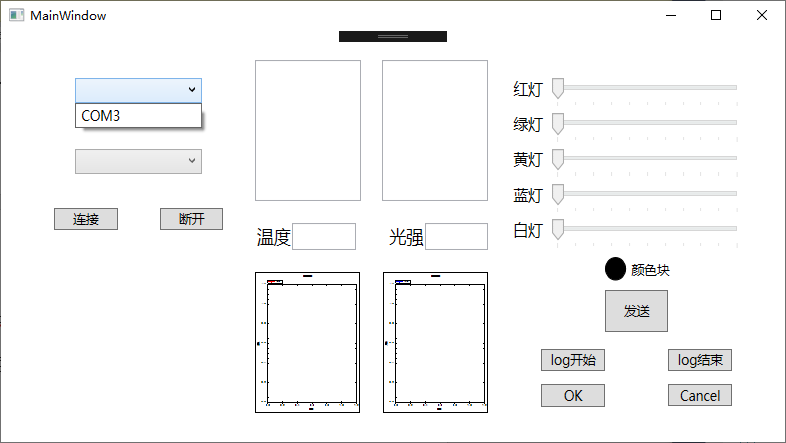 MainWindow
COM3
连接
断开
温度
光强
红灯
绿灯
黄灯
蓝灯
白灯
颜色块
发送
log开始
log结束
OK
Cancel